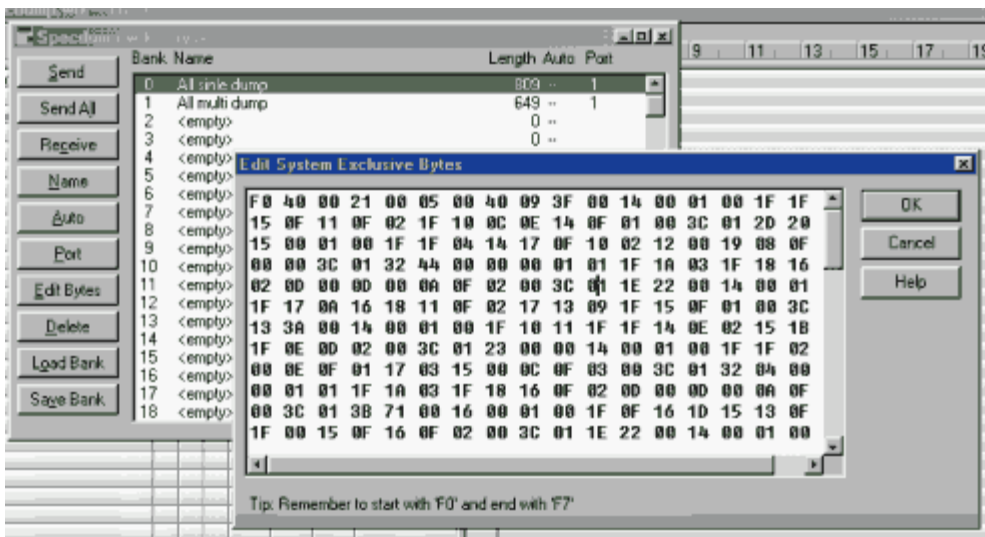 Bank Name Length Auto Port
Send
0 All sinle dump 809 -- 1
Send All
1 All multi dump 649 -- 1
2 <empty> 0 --
Receive
3 <empty> 0 --
4 <empty>
Name
5 <empty>
6 <empty>
Auto
7 <empty>
8 <empty>
Port
9 <empty>
10 <empty>
Edit Bytes
11 <empty>
12 <empty>
Delete
13 <empty>
14 <empty>
Load Bank
15 <empty>
16 <empty>
Save Bank
17 <empty>
18 <empty>
9 11 13 15 17 19
Edit System Exclusive Bytes
F0 40 00 21 00 05 00 40 09 3F 00 14 00 01 00 1F 1F
15 0F 11 0F 02 1F 10 0C 0E 14 0F 01 00 3C 01 2D 20
15 00 01 00 1F 1F 04 14 17 0F 10 02 12 00 19 08 0F
00 00 3C 01 32 44 00 00 00 01 01 1F 1A 03 1F 18 16
02 0D 00 0D 00 0A 0F 02 00 3C 01 1E 22 00 14 00 01
1F 17 0A 16 18 11 0F 02 17 13 09 1F 15 0F 01 00 3C
13 3A 00 14 00 01 00 1F 10 11 1F 1F 14 0E 02 15 1B
1F 0E 0D 02 00 3C 01 23 00 00 14 00 01 00 1F 1F 02
00 0E 0F 01 17 03 15 00 0C 0F 03 00 3C 01 32 04 00
00 01 01 1F 1A 03 1F 18 16 0F 02 0D 00 0D 00 0A 0F
00 3C 01 3B 71 00 16 00 01 00 1F 0F 16 1D 15 13 0F
1F 00 15 0F 16 0F 02 00 3C 01 1E 22 00 14 00 01 00
OK
Cancel
Help
Tip: Remember to start with 'F0' and end with 'F7'